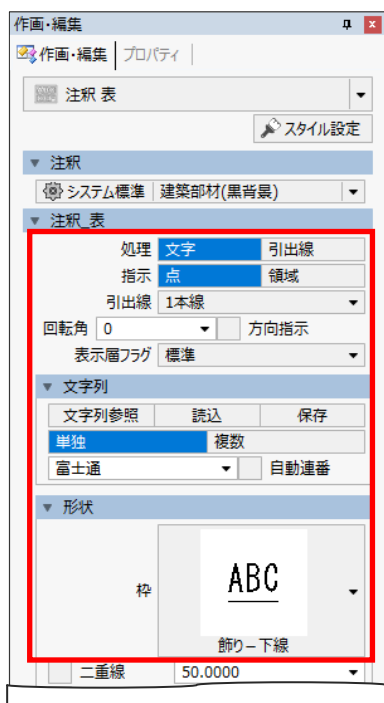 作画・編集
作画・編集 プロパティ
注釈 表
スタイル設定
注釈
システム標準 建築部材(黒背景)
注釈_表
処理 文字 引出線
指示 点 領域
引出線 1本線
回転角 0 方向指示
表示層フラグ 標準
文字列
文字列参照 読込 保存
単独 複数
富士通 自動連番
形状
枠 ABC
飾り−下線
二重線 50.0000